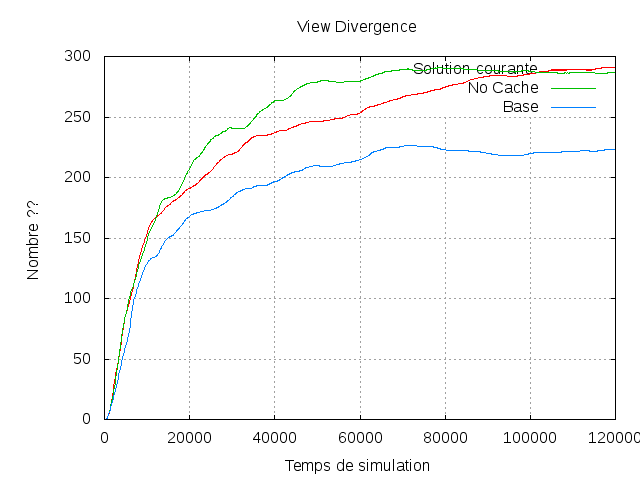 View Divergence
300
250
200
150
100
50
0
Nombre ??
Solution courante
No Cache
Base
0 20000 40000 60000 80000 100000 120000
Temps de simulation